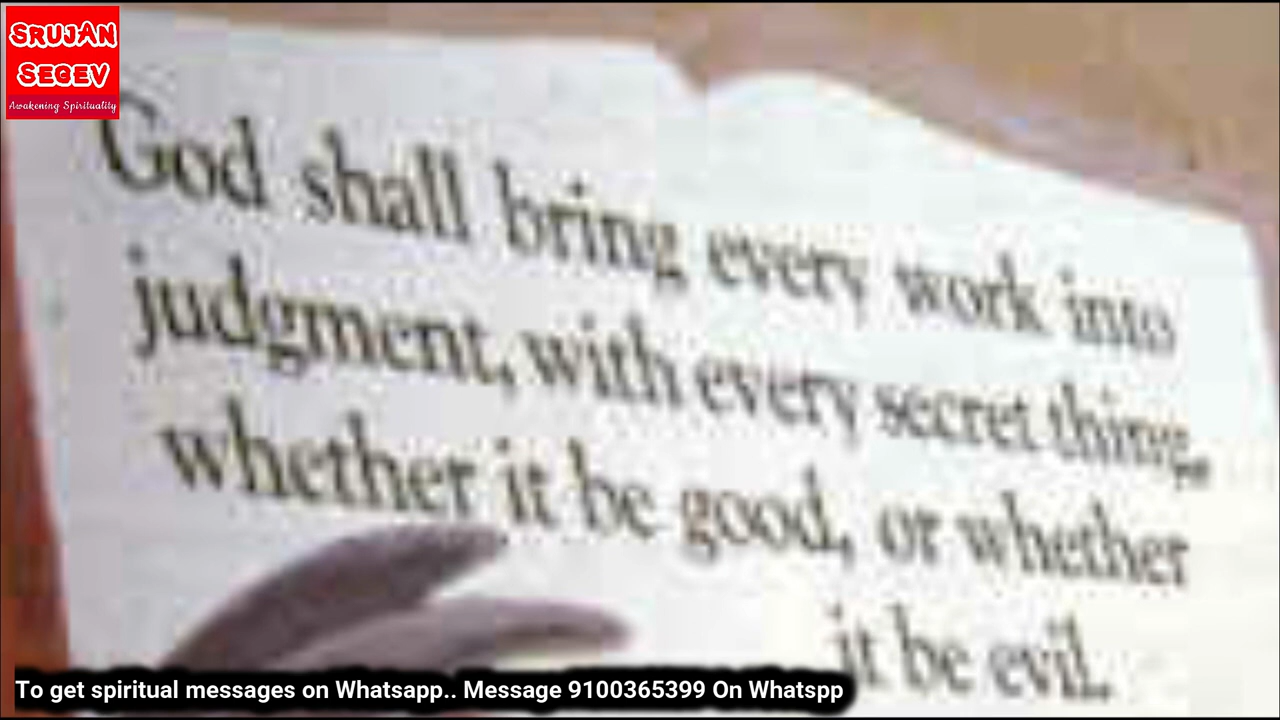 SRUJAN
SEGEV
Awakening Spirituality
God shall bring every work into
judgment, with every secret thing,
whether it be good, or whether
it be evil.
To get spiritual messages on Whatsapp.. Message 9100365399 On Whatspp